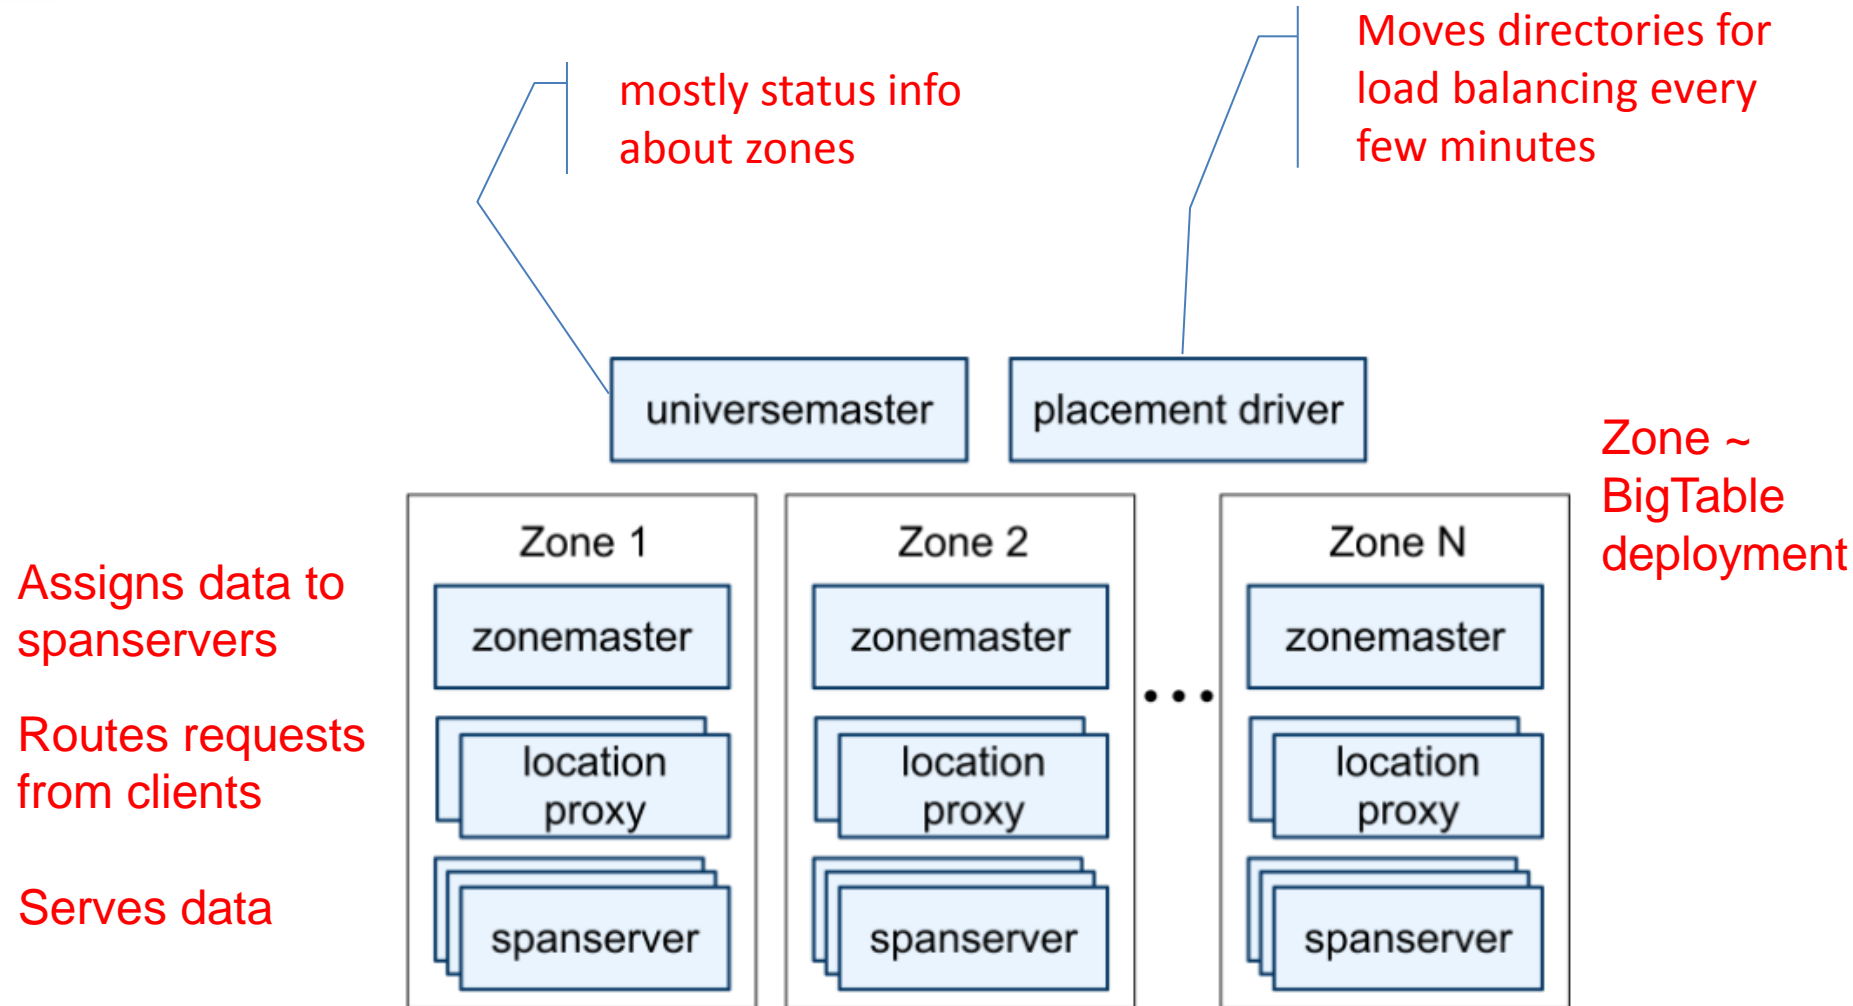 mostly status info
about zones
Moves directories for
load balancing every
few minutes
universemaster
placement driver
Zone ~
BigTable
deployment
Assigns data to
spanservers
Routes requests
from clients
Serves data
Zone 1
zonemaster
location
proxy
spanserver
Zone 2
zonemaster
location
proxy
spanserver
...
Zone N
zonemaster
location
proxy
spanserver